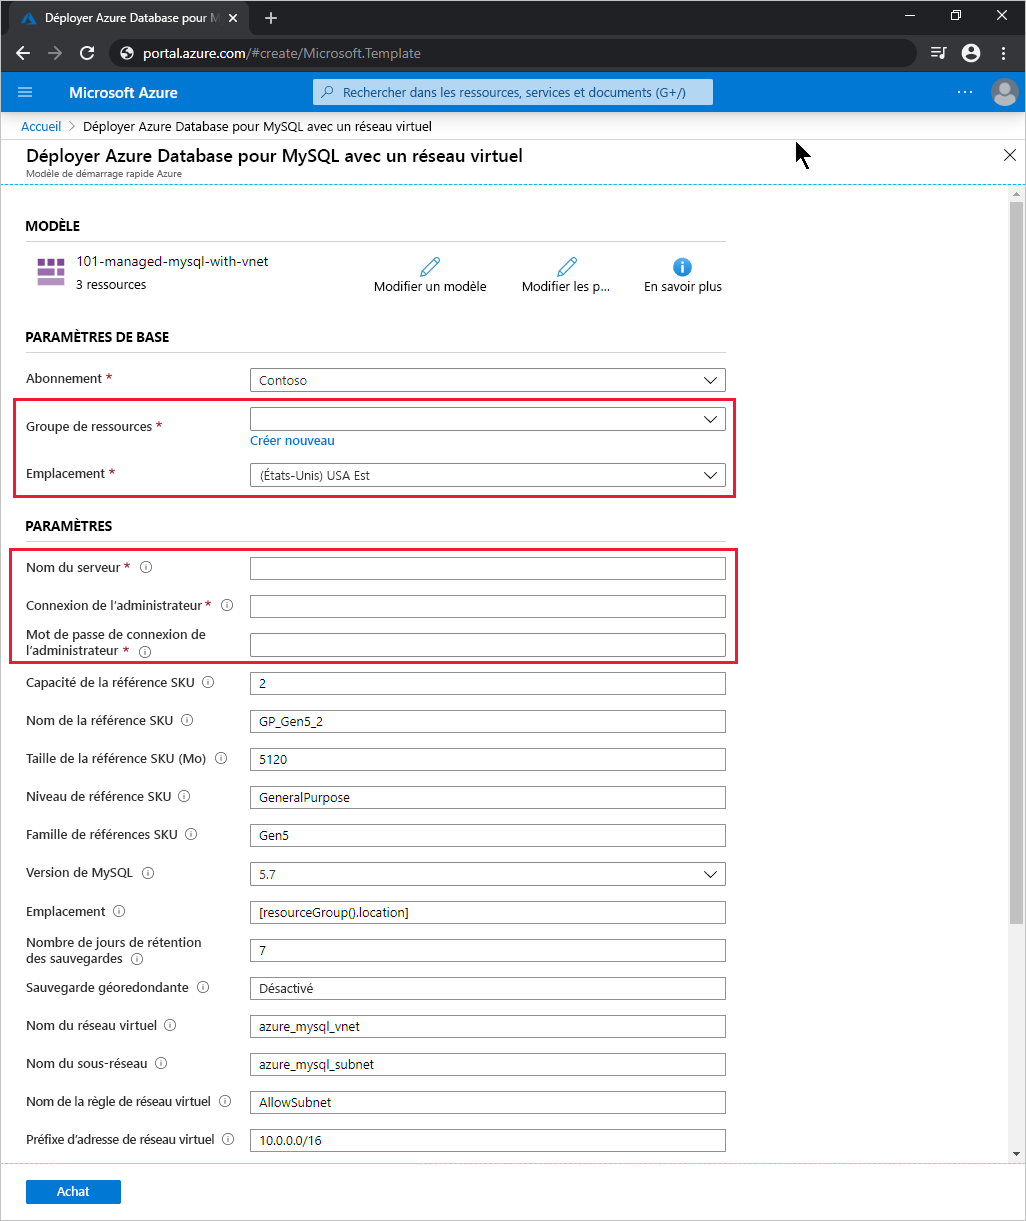 Déployer Azure Database pour M
portal.azure.com/#create/Microsoft.Template
Microsoft Azure
Rechercher dans les ressources, services et documents (G+/)
Accueil > Déployer Azure Database pour MySQL avec un réseau virtuel
Déployer Azure Database pour MySQL avec un réseau virtuel
Modèle de démarrage rapide Azure
MODÈLE
101-managed-mysql-with-vnet
3 ressources
Modifier un modèle
Modifier les p...
En savoir plus
PARAMÈTRES DE BASE
Abonnement *
Contoso
Groupe de ressources *
Créer nouveau
Emplacement *
(États-Unis) USA Est
PARAMÈTRES
Nom du serveur *
Connexion de l'administrateur *
Mot de passe de connexion de
l'administrateur *
Capacité de la référence SKU
2
Nom de la référence SKU
GP_Gen5_2
Taille de la référence SKU (Mo)
5120
Niveau de référence SKU
GeneralPurpose
Famille de références SKU
Gen5
Version de MySQL
5.7
Emplacement
[resourceGroup().location]
Nombre de jours de rétention
des sauvegardes
7
Sauvegarde géoredondante
Désactivé
Nom du réseau virtuel
azure_mysql_vnet
Nom du sous-réseau
azure_mysql_subnet
Nom de la règle de réseau virtuel
AllowSubnet
Préfixe d'adresse de réseau virtuel
10.0.0.0/16
Achat